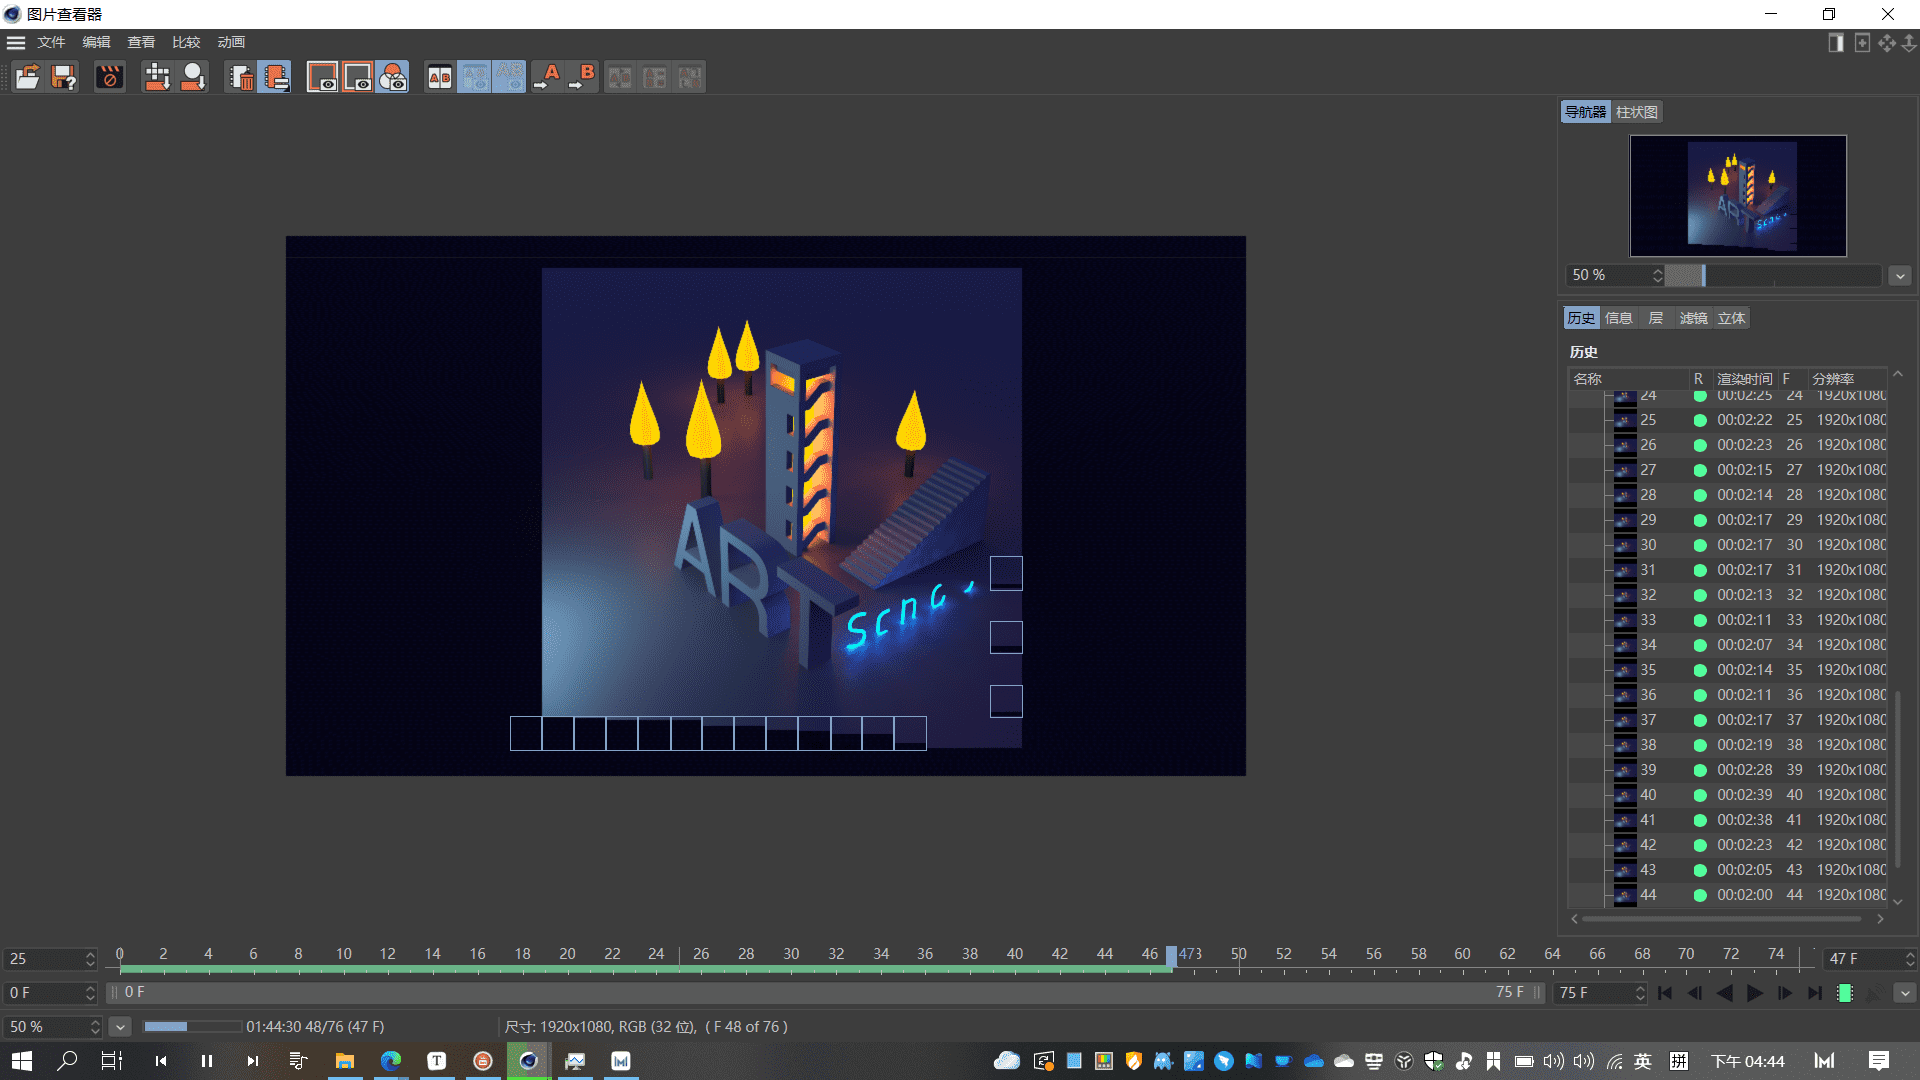 图片查看器
文件 编辑 查看 比较 动画
A B A B A B A B
导航器 柱状图
50 %
ART
scnc
历史 信息 层 滤镜 立体
历史
名称 R 渲染时间 F 分辨率
24 00:02:25 24 1920x1080
25 00:02:22 25 1920x1080
26 00:02:23 26 1920x1080
27 00:02:15 27 1920x1080
28 00:02:14 28 1920x1080
29 00:02:17 29 1920x1080
30 00:02:17 30 1920x1080
31 00:02:17 31 1920x1080
32 00:02:13 32 1920x1080
33 00:02:11 33 1920x1080
34 00:02:07 34 1920x1080
35 00:02:14 35 1920x1080
36 00:02:11 36 1920x1080
37 00:02:17 37 1920x1080
38 00:02:19 38 1920x1080
39 00:02:28 39 1920x1080
40 00:02:39 40 1920x1080
41 00:02:38 41 1920x1080
42 00:02:23 42 1920x1080
43 00:02:05 43 1920x1080
44 00:02:00 44 1920x1080
25 0 2 4 6 8 10 12 14 16 18 20 22 24 26 28 30 32 34 36 38 40 42 44 46 47 50 52 54 56 58 60 62 64 66 68 70 72 74 47 F
0 F 0 F 75 F 75 F
50 % 01:44:30 48/76 (47 F) 尺寸: 1920x1080, RGB (32 位), ( F 48 of 76 )
T 英 拼 下午 04:44